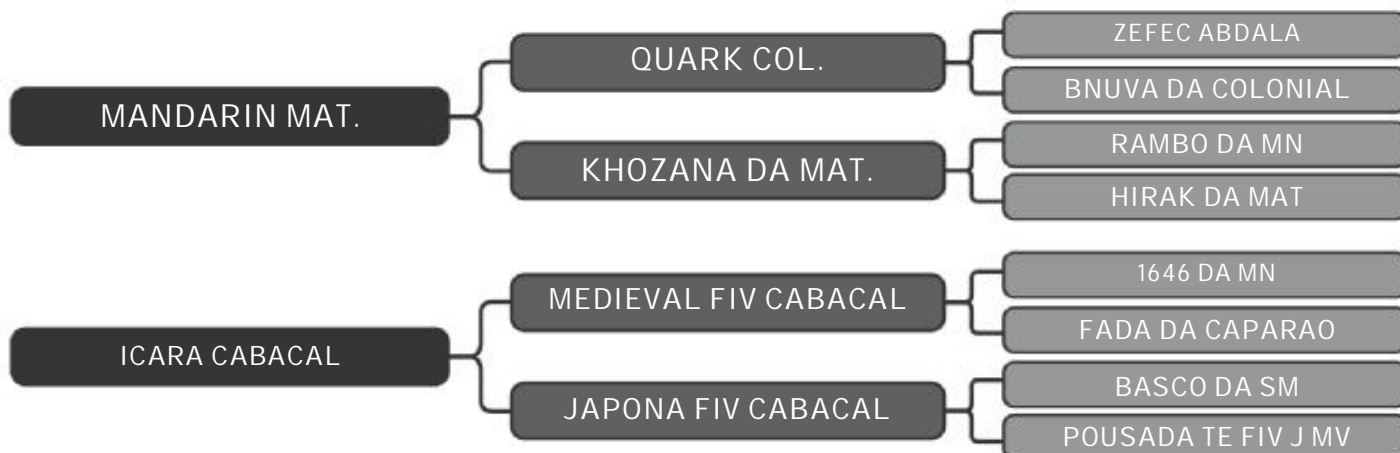 MANDARIN MAT.
QUARK COL.
ZEFEC ABDALA
BNUVA DA COLONIAL
KHOZANA DA MAT.
RAMBO DA MN
HIRAK DA MAT
ICARA CABACAL
MEDIEVAL FIV CABACAL
1646 DA MN
FADA DA CAPARAO
JAPONA FIV CABACAL
BASCO DA SM
POUSADA TE FIV J MV